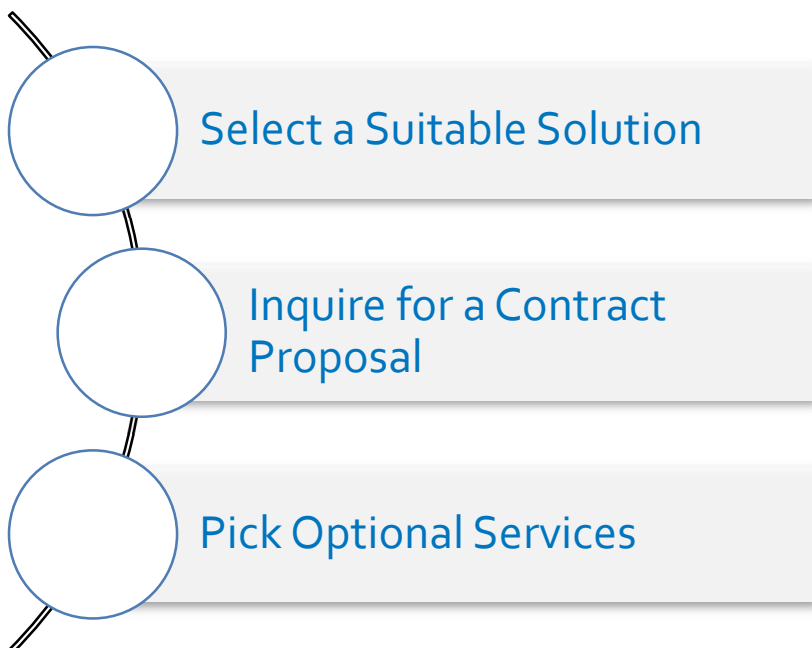 Select a Suitable Solution
Inquire for a Contract
Proposal
Pick Optional Services